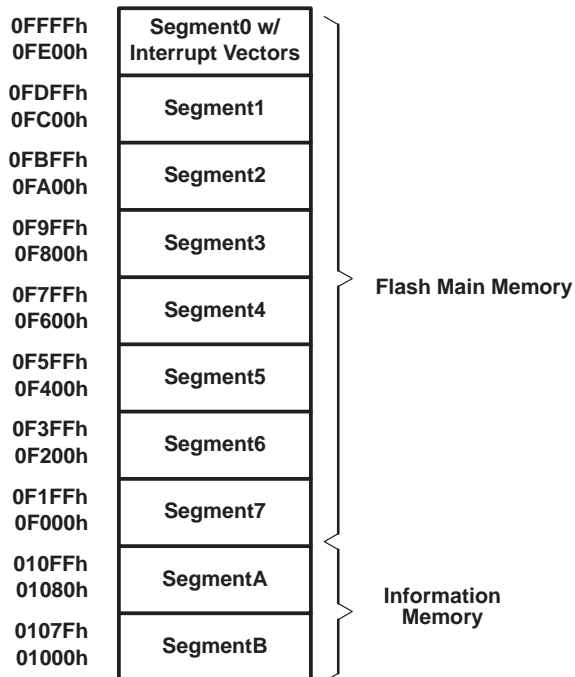 0FFFFh
0FE00h
Segment0 w/
Interrupt Vectors
0FDFFh
0FC00h
Segment1
0FBFFh
0FA00h
Segment2
0F9FFh
0F800h
Segment3
0F7FFh
0F600h
Segment4
0F5FFh
0F400h
Segment5
0F3FFh
0F200h
Segment6
0F1FFh
0F000h
Segment7
Flash Main Memory
010FFh
01080h
SegmentA
0107Fh
01000h
SegmentB
Information
Memory